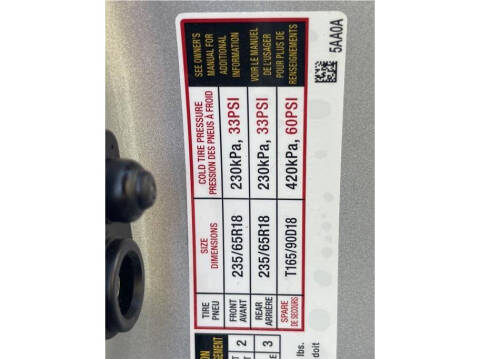 TIRE
PNEU
SIZE
DIMENSIONS
COLD TIRE PRESSURE
PRESSION DES PNEUS À FROID
SEE OWNER'S
MANUAL FOR
ADDITIONAL
INFORMATION
VOIR LE MANUEL
DE L'USAGER
POUR PLUS DE
RENSEIGNEMENTS
FRONT
AVANT
235/65R18
230kPa, 33PSI
REAR
ARRIÈRE
235/65R18
230kPa, 33PSI
SPARE
DE SECOURS
T165/90D18
420kPa, 60PSI
5AA0A
2
3
lbs.
doit